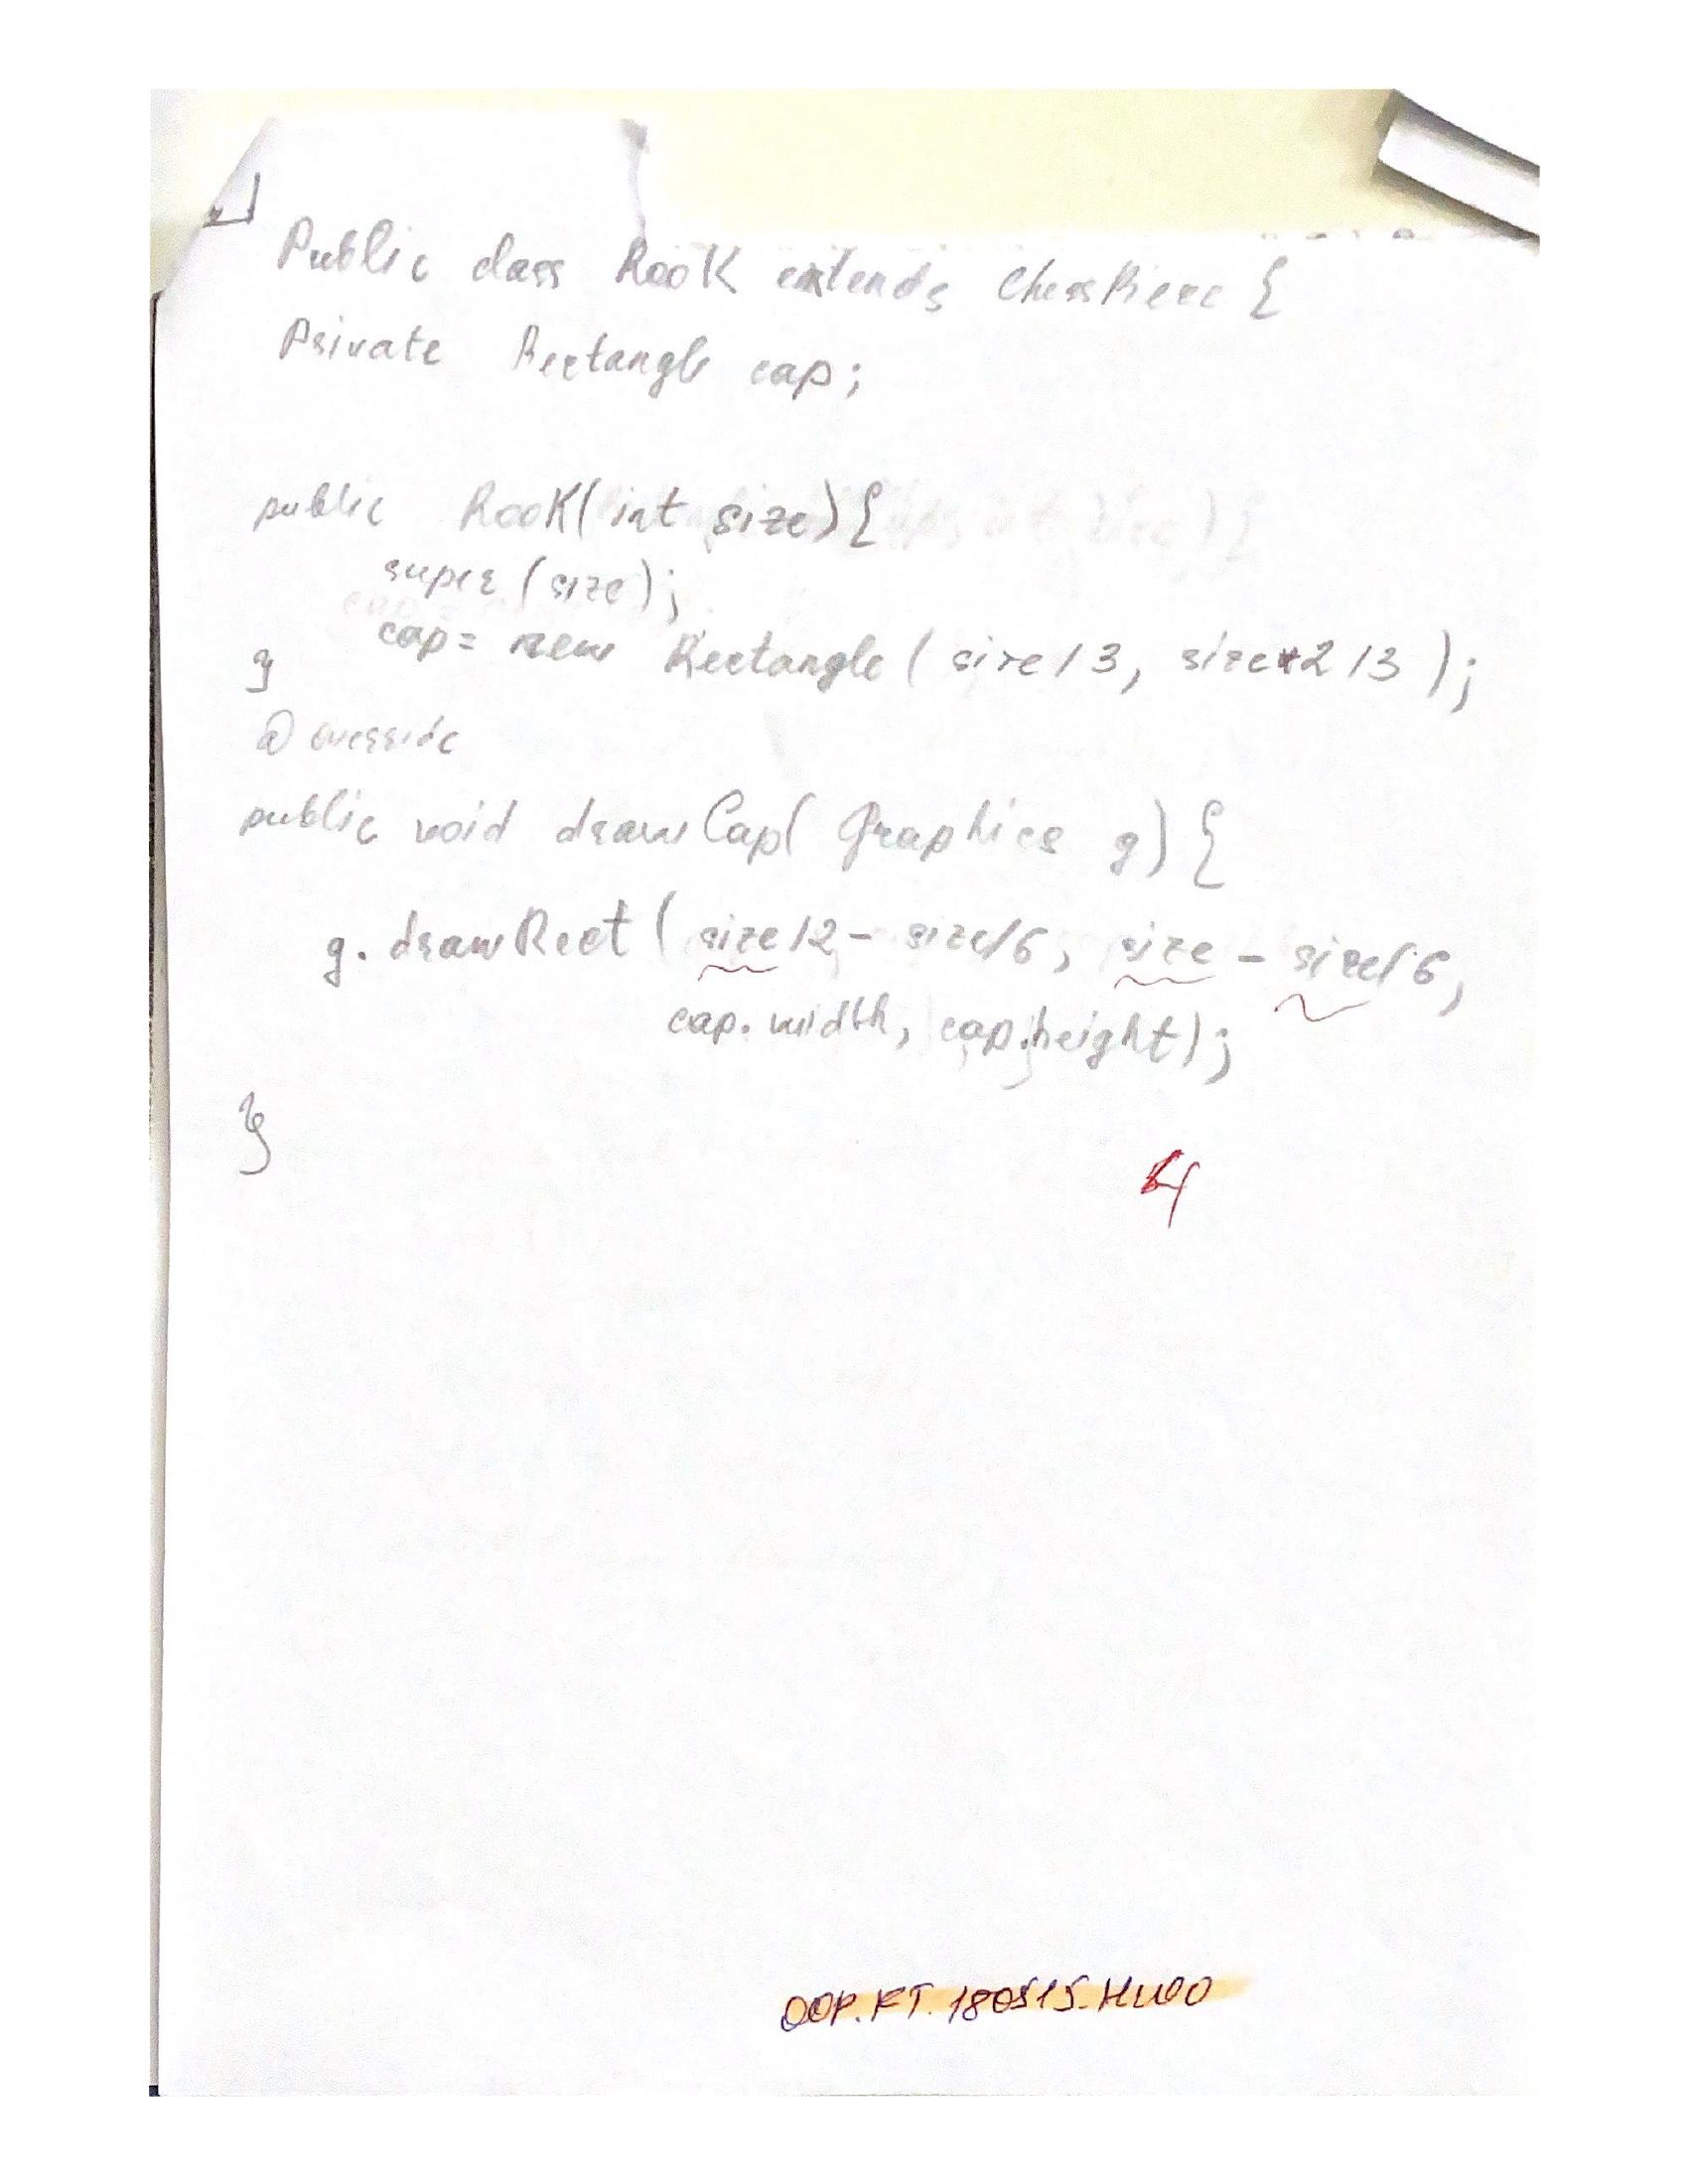 Public class Rook extends ChessPiece {
Private Rectangle cap;
public Rook(int size){
super(size);
cap = new Rectangle(size/3, size*2/3);
}
@override
public void drawCap(Graphics g) {
g.drawRect(size/2 - size/6, size - size/6,
cap.width, cap.height);
}
4
OOP.FT.180515.HW00